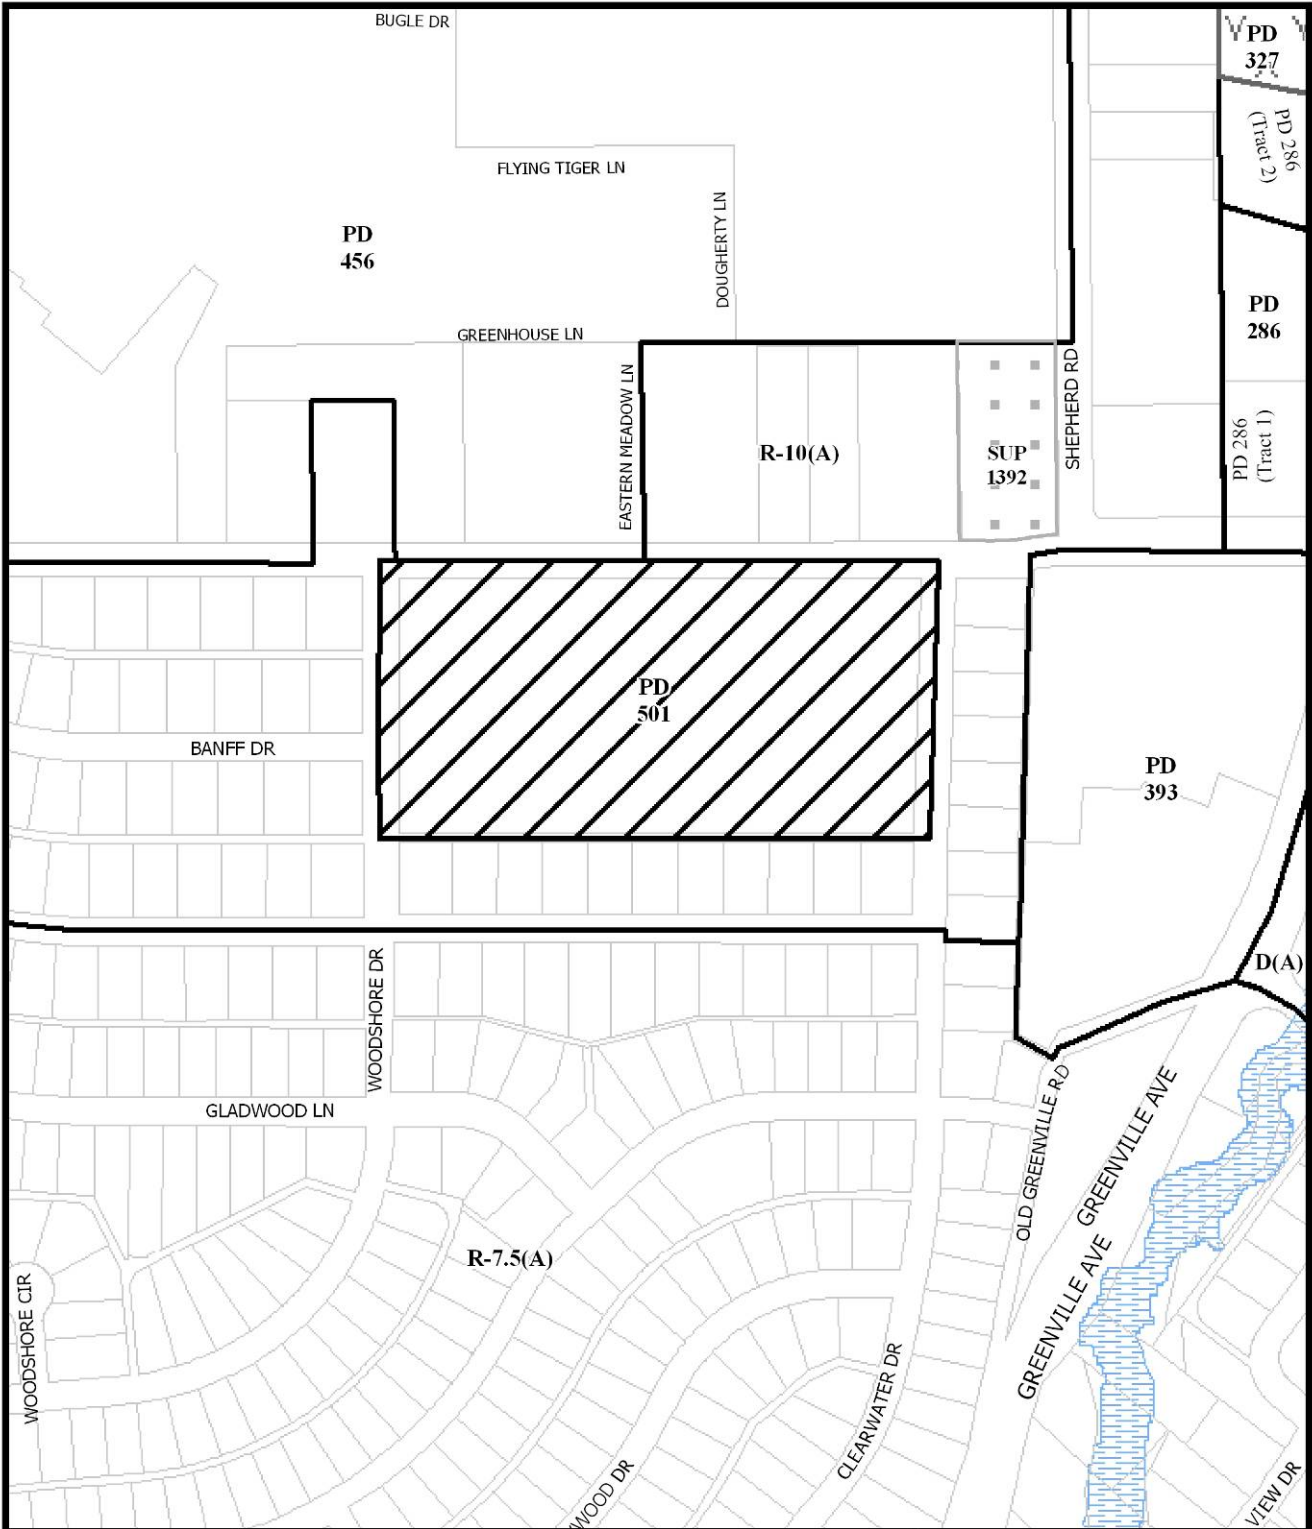 BUGLE DR
PD
327
PD 286
(Tract 2)
FLYING TIGER LN
DOUGHERTY LN
PD
456
PD
286
GREENHOUSE LN
EASTERN MEADOW LN
SHEPHERD RD
R-10(A)
SUP
1392
PD 286
(Tract 1)
PD
501
BANFF DR
PD
393
D(A)
WOODSHORE DR
GLADWOOD LN
OLD GREENVILLE RD
GREENVILLE AVE
R-7.5(A)
GREENVILLE AVE
WOODSHORE CIR
CLEARWATER DR
WOOD DR
VIEW DR